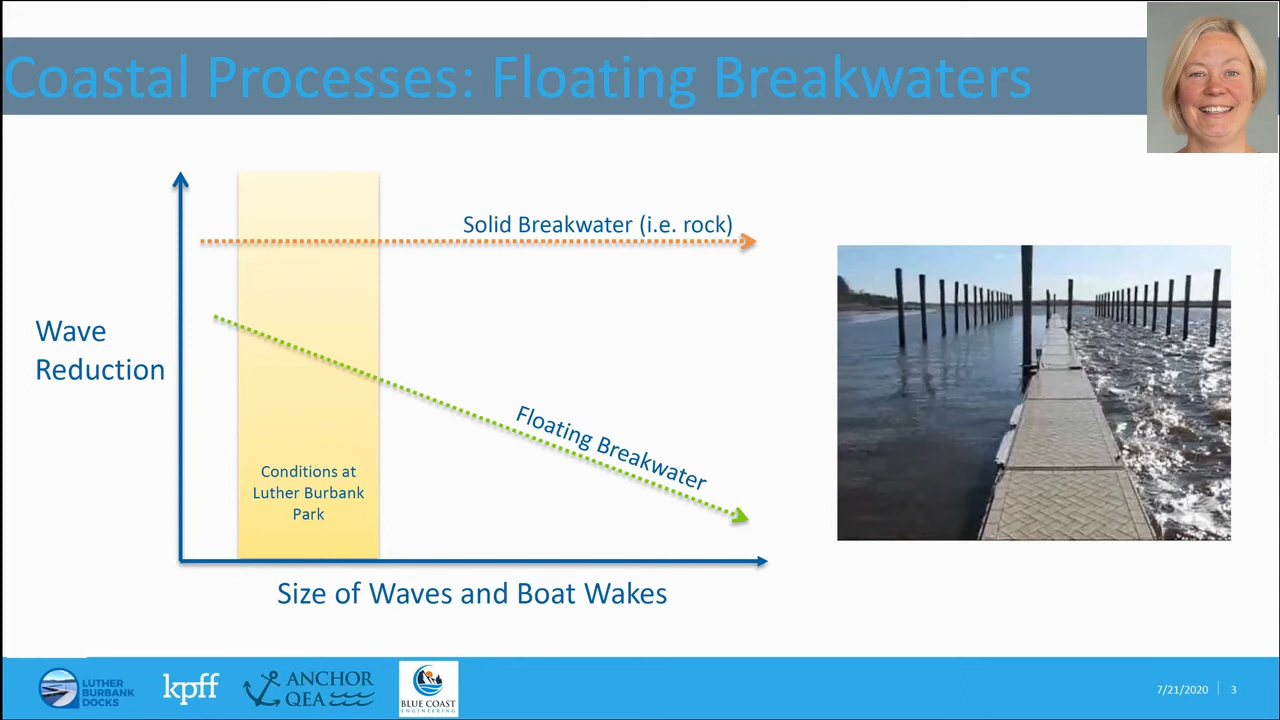 Coastal Processes: Floating Breakwaters
Solid Breakwater (i.e. rock)
Wave
Reduction
Floating Breakwater
Conditions at
Luther Burbank
Park
Size of Waves and Boat Wakes
LUTHER
BURBANK
DOCKS
kpff
ANCHOR
QEA
BLUE COAST
ENGINEERING
7/21/2020
3